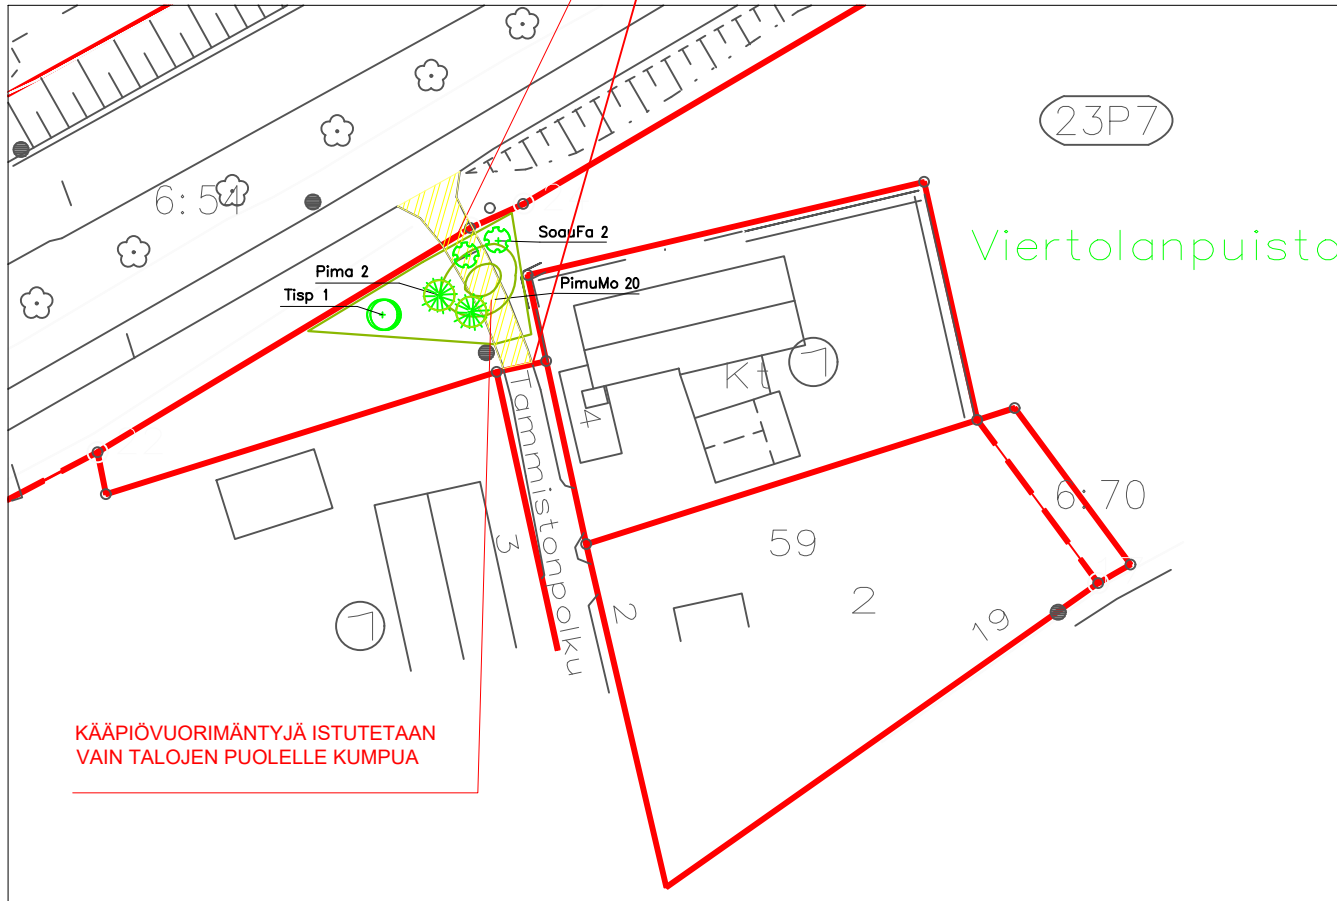 23P7
6:54
Viertolanpuisto
SoauFa 2
Pima 2
PimuMo 20
Tisp 1
Kt
7
4
Tammistonpolku
6:70
3
59
2
2
19
7
KÄÄPIÖVUORIMÄNTYJÄ ISTUTETAAN
VAIN TALOJEN PUOLELLE KUMPUA